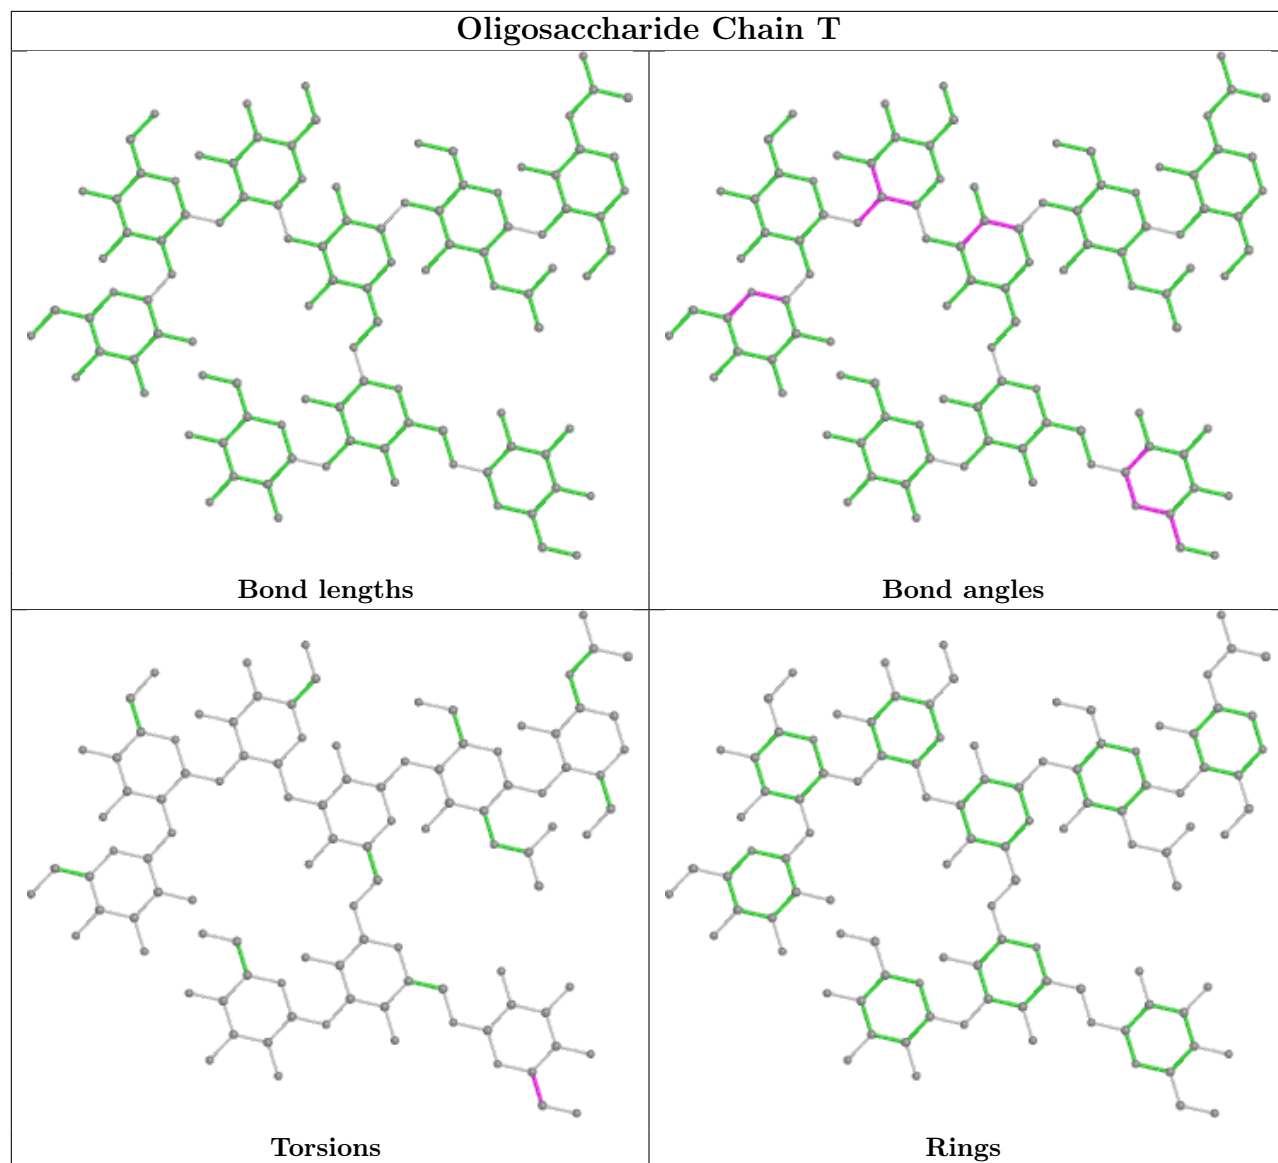 Oligosaccharide Chain T
Bond lengths
Bond angles
Torsions
Rings